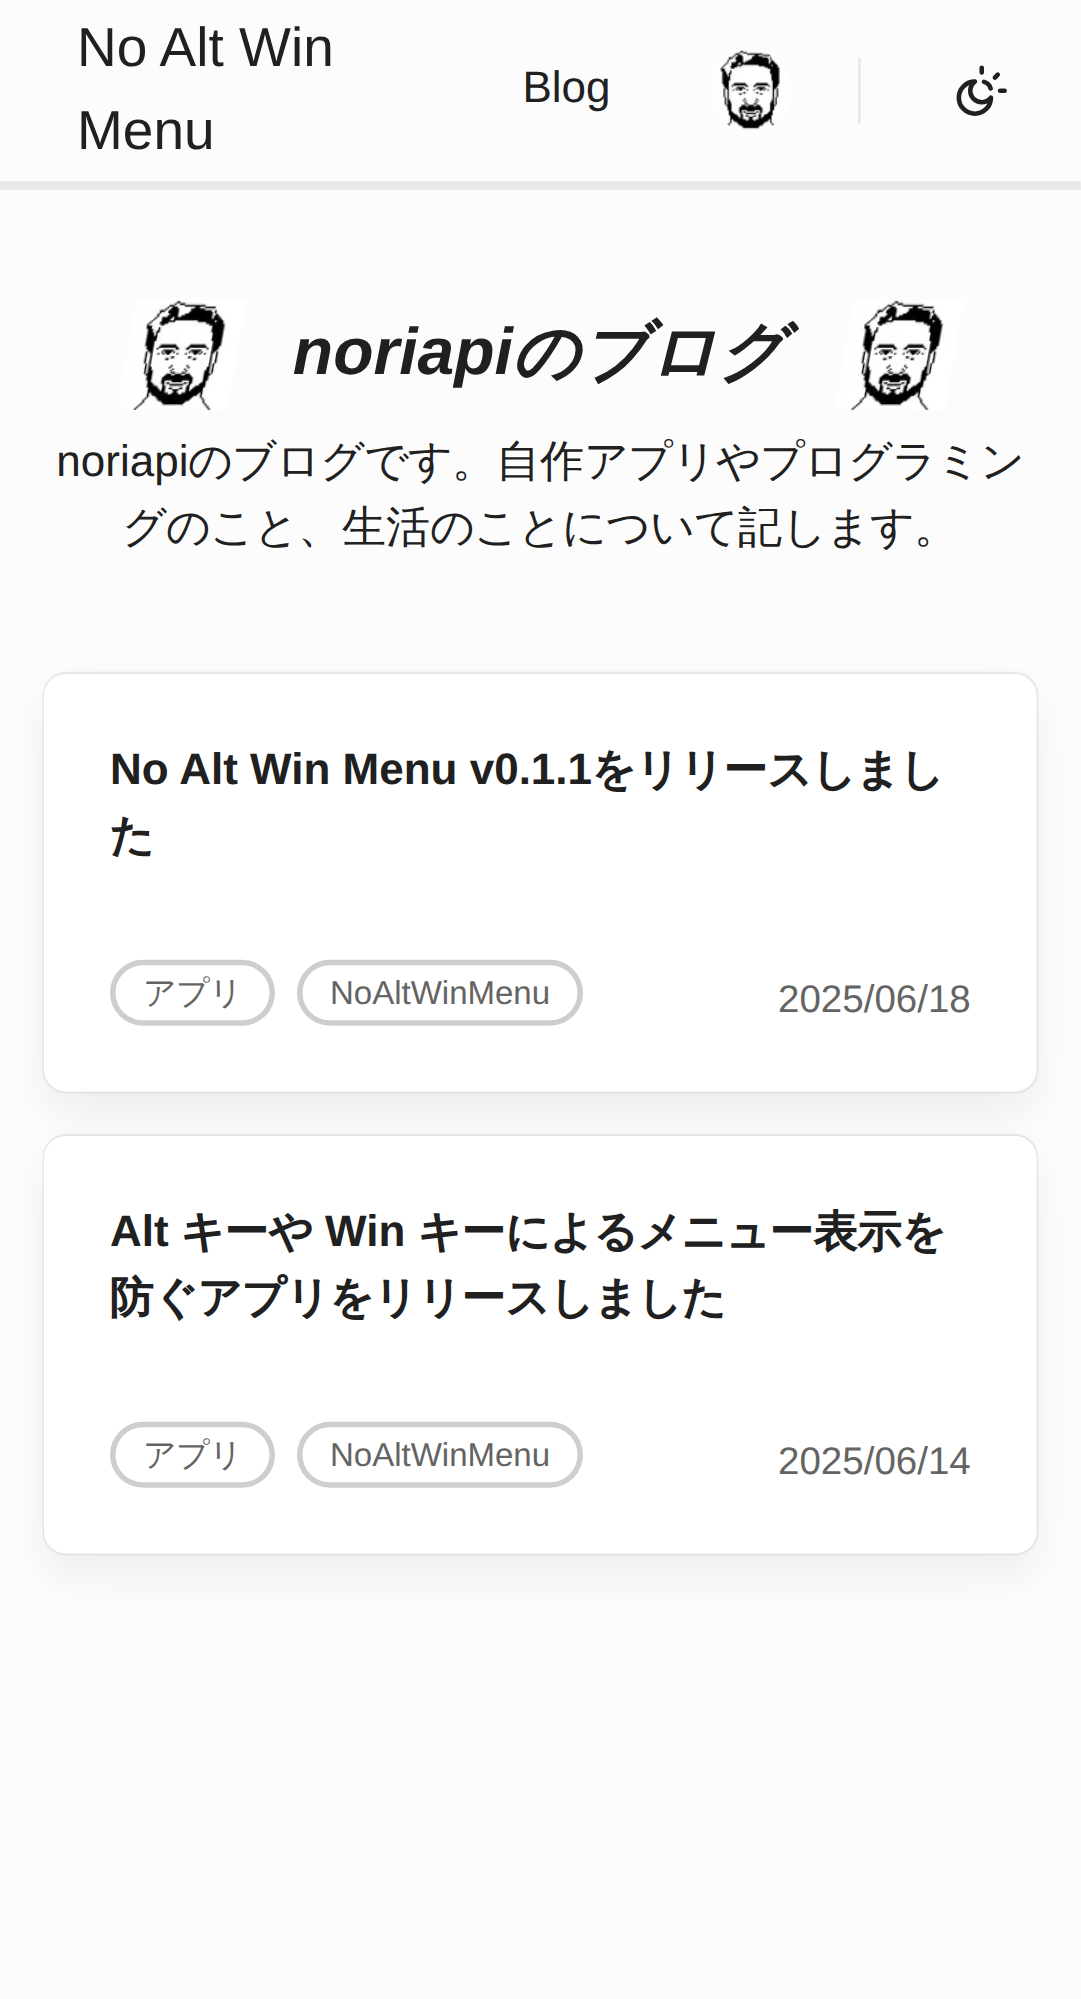 No Alt Win
Menu
Blog
noriapiのブログ
noriapiのブログです。自作アプリやプログラミン
グのこと、生活のことについて記します。
No Alt Win Menu v0.1.1をリリースしまし
た
アプリ
NoAltWinMenu
2025/06/18
Alt キーや Win キーによるメニュー表示を
防ぐアプリをリリースしました
アプリ
NoAltWinMenu
2025/06/14